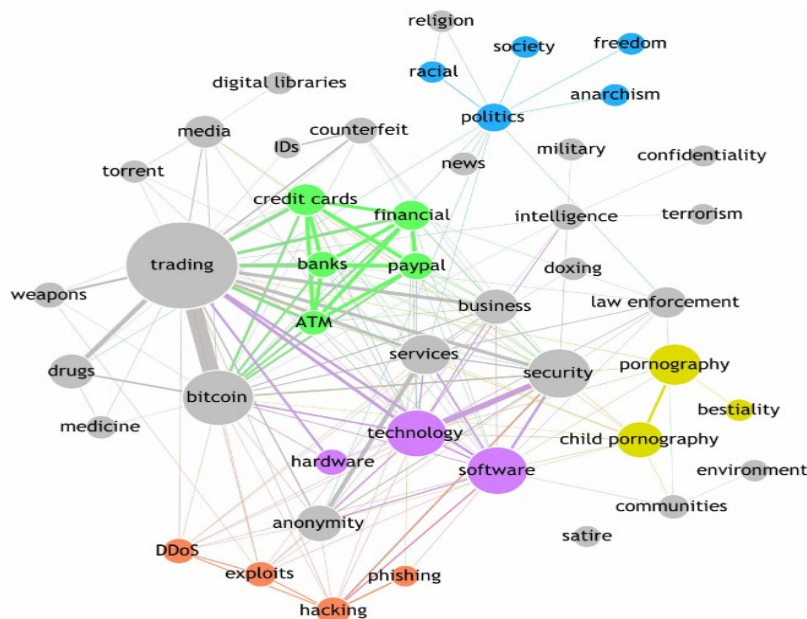 religion
society
freedom
racial
digital libraries
anarchism
politics
media
counterfeit
IDs
news
military
confidentiality
torrent
credit cards
financial
intelligence
terrorism
trading
banks
paypal
doxing
weapons
business
law enforcement
ATM
services
drugs
security
pornography
bitcoin
bestiality
medicine
technology
child pornography
hardware
software
environment
communities
anonymity
satire
DDoS
exploits
phishing
hacking